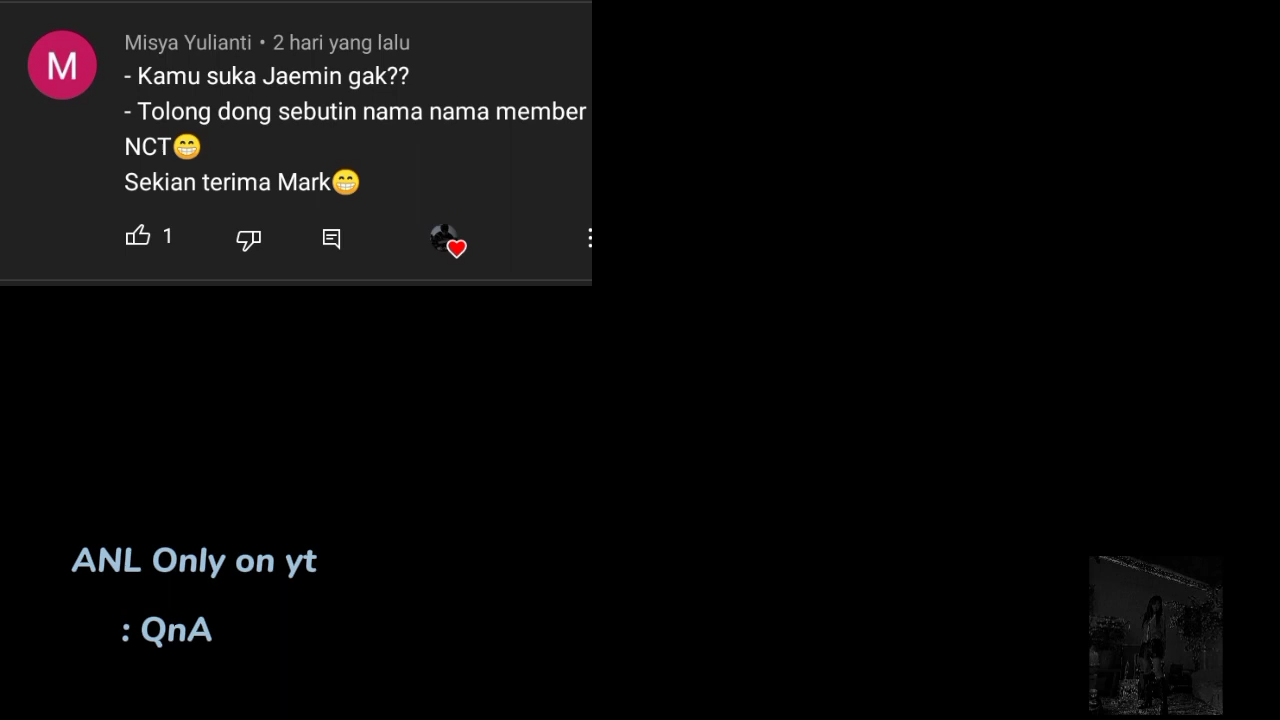 M
Misya Yulianti • 2 hari yang lalu
- Kamu suka Jaemin gak??
- Tolong dong sebutin nama nama member
NCT😁
Sekian terima Mark😁
1
ANL Only on yt
: QnA